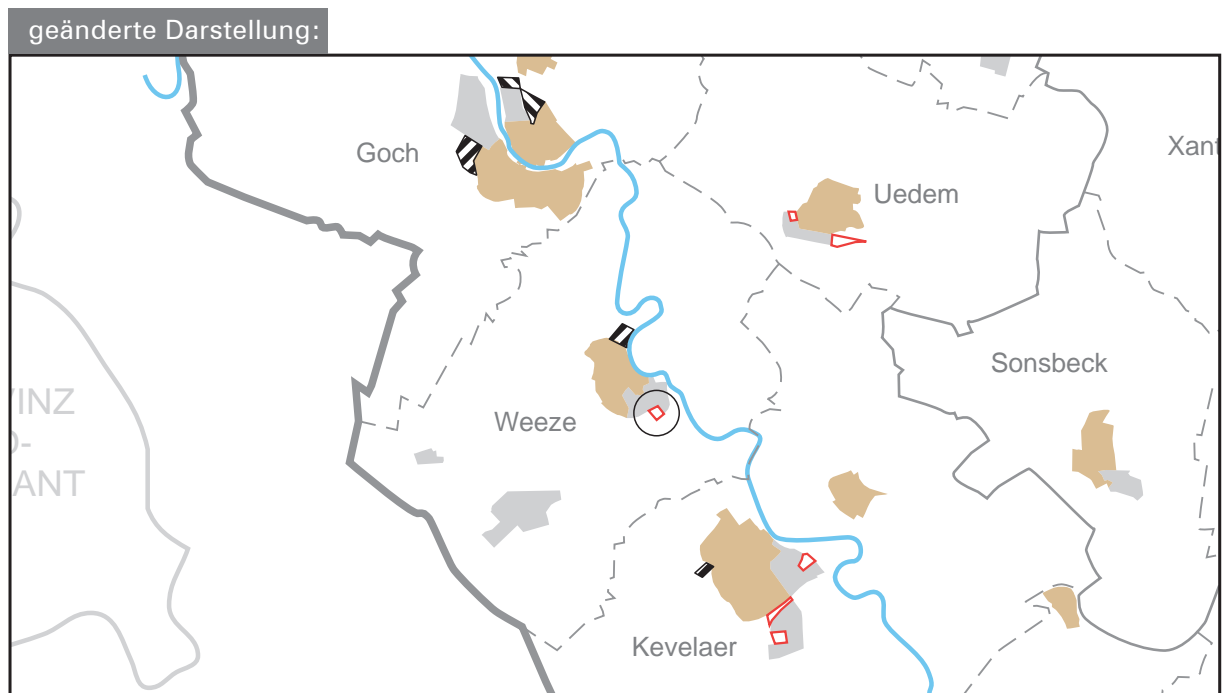 geänderte Darstellung:
Goch
Xant
Uedem
Sonsbeck
VINZ
Weeze
D-
ANT
Kevelaer